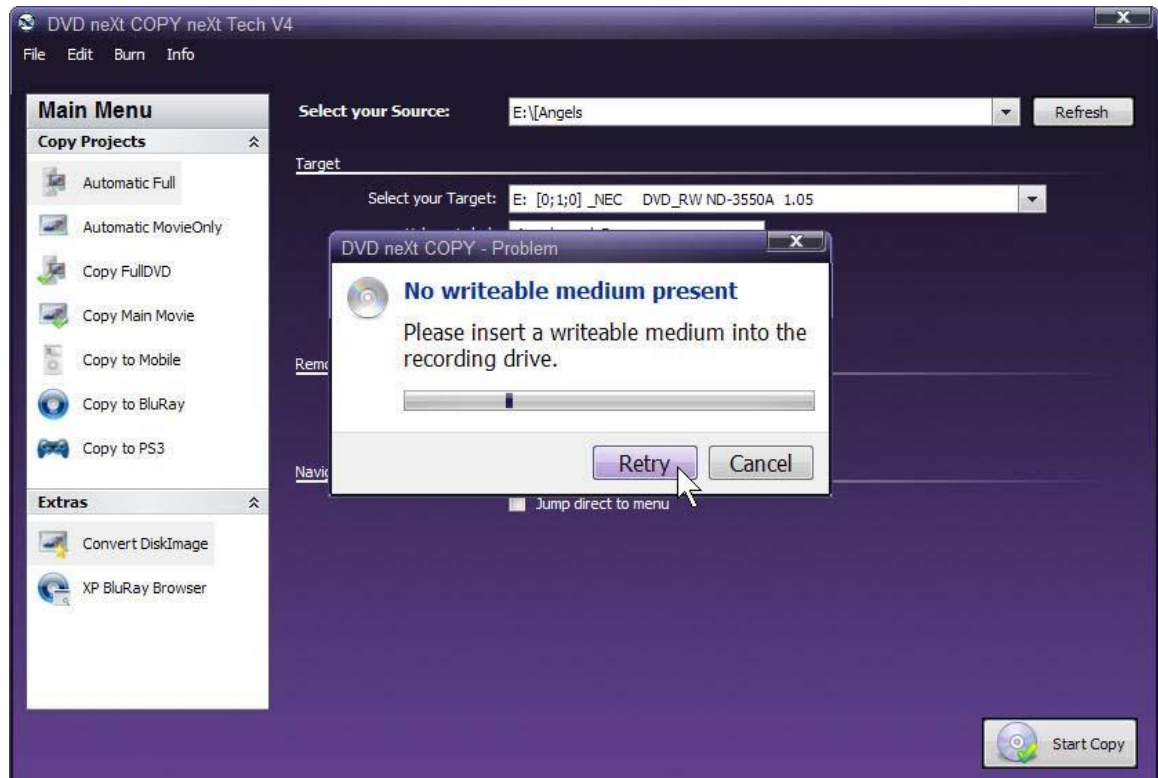 DVD neXt COPY neXt Tech V4
File Edit Burn Info
Main Menu
Copy Projects
Automatic Full
Automatic MovieOnly
Copy FullDVD
Copy Main Movie
Copy to Mobile
Copy to BluRay
Copy to PS3
Extras
Convert DiskImage
XP BluRay Browser
Select your Source: E:\[Angels Refresh
Target
Select your Target: E: [0;1;0] _NEC DVD_RW ND-3550A 1.05
DVD neXt COPY - Problem
No writeable medium present
Please insert a writeable medium into the
recording drive.
Retry Cancel
Jump direct to menu
Start Copy